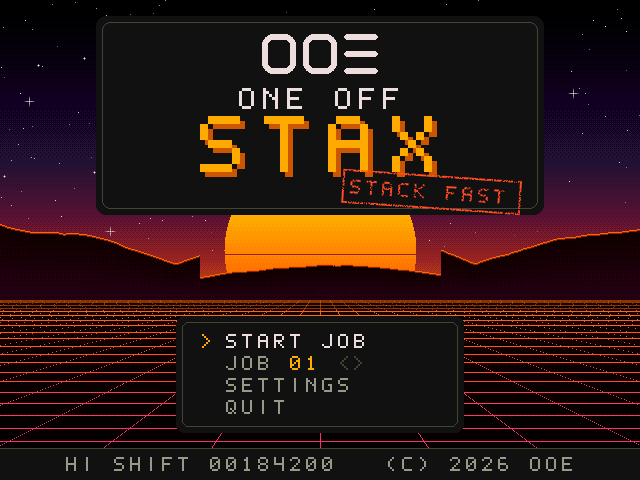 OOE
ONE OFF
STAX
STACK FAST
> START JOB
JOB 01 <>
SETTINGS
QUIT
HI SHIFT 00184200 (C) 2026 OOE